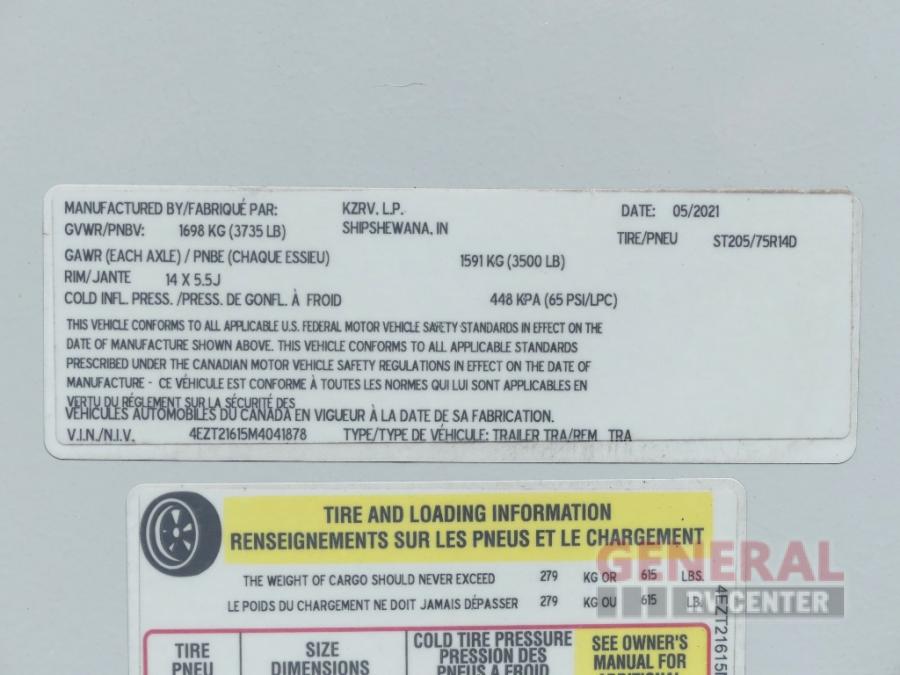 MANUFACTURED BY/FABRIQUÉ PAR: KZRV, L.P. DATE: 05/2021
GVWR/PNBV: 1698 KG (3735 LB) SHIPSHEWANA, IN
TIRE/PNEU ST205/75R14D
GAWR (EACH AXLE) / PNBE (CHAQUE ESSIEU) 1591 KG (3500 LB)
RIM/JANTE 14 X 5.5J
COLD INFL. PRESS. /PRESS. DE GONFL. À FROID 448 KPA (65 PSI/LPC)
THIS VEHICLE CONFORMS TO ALL APPLICABLE U.S. FEDERAL MOTOR VEHICLE SAFETY STANDARDS IN EFFECT ON THE
DATE OF MANUFACTURE SHOWN ABOVE. THIS VEHICLE CONFORMS TO ALL APPLICABLE STANDARDS
PRESCRIBED UNDER THE CANADIAN MOTOR VEHICLE SAFETY REGULATIONS IN EFFECT ON THE DATE OF
MANUFACTURE - CE VÉHICULE EST CONFORME À TOUTES LES NORMES QUI LUI SONT APPLICABLES EN
VERTU DU RÉGLEMENT SUR LA SÉCURITÉ DES
VÉHICULES AUTOMOBILES DU CANADA EN VIGUEUR À LA DATE DE SA FABRICATION.
V.I.N./N.I.V. 4EZT21615M4041878 TYPE/TYPE DE VÉHICULE: TRAILER TRA/REM TRA
TIRE AND LOADING INFORMATION
RENSEIGNEMENTS SUR LES PNEUS ET LE CHARGEMENT
THE WEIGHT OF CARGO SHOULD NEVER EXCEED 279 KG OR 615 LBS.
LE POIDS DU CHARGEMENT NE DOIT JAMAIS DÉPASSER 279 KG OU 615 LB.
GENERAL
RV CENTER
4EZT21615
TIRE
PNEU
SIZE
DIMENSIONS
COLD TIRE PRESSURE
PRESSION DES
PNEUS A FROID
SEE OWNER'S
MANUAL FOR
ADDITIONAL